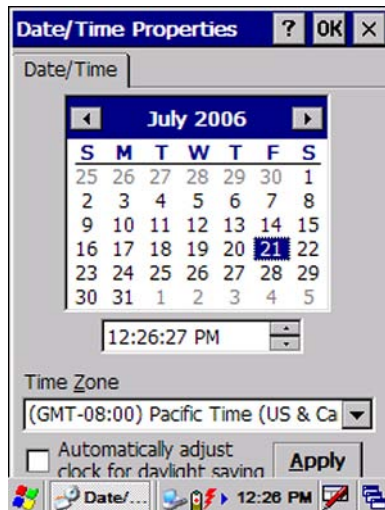 Date/Time Properties ? OK ×
Date/Time
July 2006
S M T W T F S
25 26 27 28 29 30 1
2 3 4 5 6 7 8
9 10 11 12 13 14 15
16 17 18 19 20 21 22
23 24 25 26 27 28 29
30 31 1 2 3 4 5
12:26:27 PM
Time Zone
(GMT-08:00) Pacific Time (US & Ca
Automatically adjust
clock for daylight saving
Apply
Date/... 12:26 PM